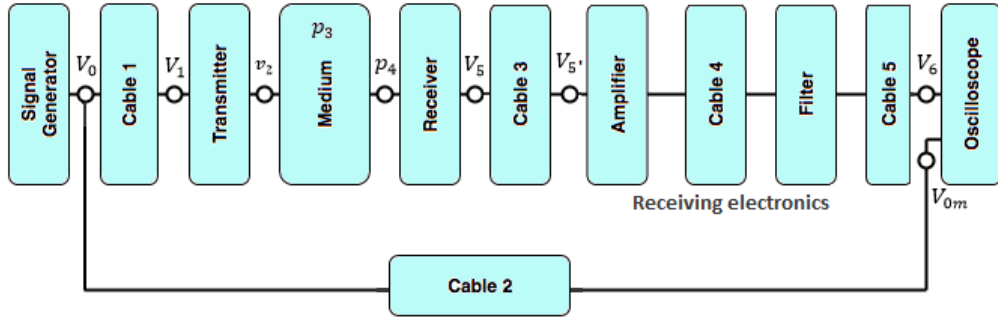 Signal
Generator
V₀
Cable 1
V₁
Transmitter
v₂
p₃
Medium
p₄
Receiver
V₅
Cable 3
V₅'
Amplifier
Cable 4
Filter
Cable 5
V₆
Oscilloscope
V₀ₘ
Receiving electronics
Cable 2